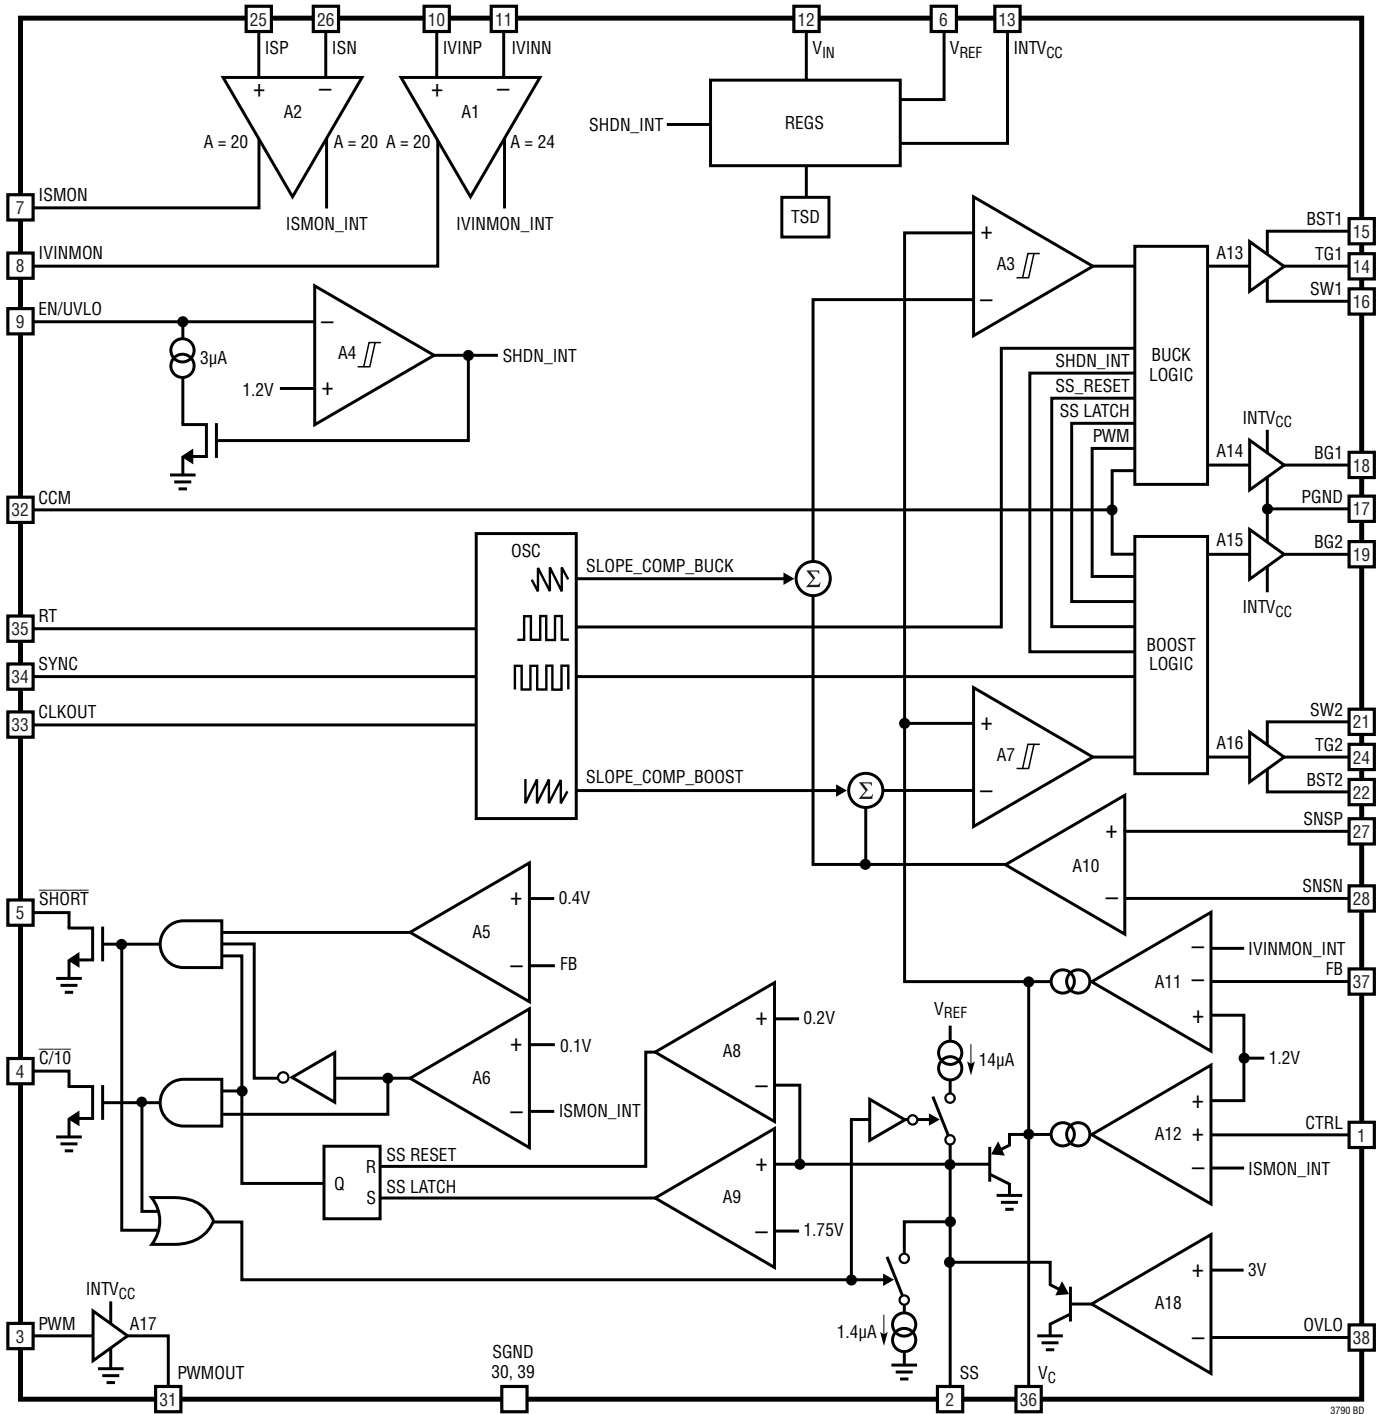 25
26
10
11
12
6
13
ISP
ISN
IVINP
IVINN
VIN
VREF
INTVCC
+
−
+
−
A2
A1
REGS
SHDN_INT
A = 20
A = 20
A = 20
A = 24
TSD
7
ISMON
ISMON_INT
IVINMON_INT
8
IVINMON
9
EN/UVLO
3µA
1.2V
−
A4
+
SHDN_INT
+
A3
−
BUCK
LOGIC
SHDN_INT
SS_RESET
SS LATCH
PWM
A13
BST1
15
TG1
14
SW1
16
INTVCC
A14
BG1
18
PGND
17
A15
BG2
19
INTVCC
32
CCM
OSC
SLOPE_COMP_BUCK
Σ
35
RT
34
SYNC
33
CLKOUT
BOOST
LOGIC
SLOPE_COMP_BOOST
Σ
+
A7
−
A16
SW2
21
TG2
24
BST2
22
SNSP
27
+
A10
−
SNSN
28
5
SHORT
+
0.4V
A5
−
FB
−
IVINMON_INT
A11
−
FB
37
+
1.2V
4
C/10
+
0.1V
A6
−
ISMON_INT
+
0.2V
A8
−
VREF
14µA
+
A12
+
CTRL
1
−
ISMON_INT
Q
R
S
SS RESET
SS LATCH
+
A9
−
1.75V
1.4µA
+
3V
A18
−
OVLO
38
INTVCC
3
PWM
A17
PWMOUT
31
SGND
30, 39
SS
2
VC
36
3790 BD